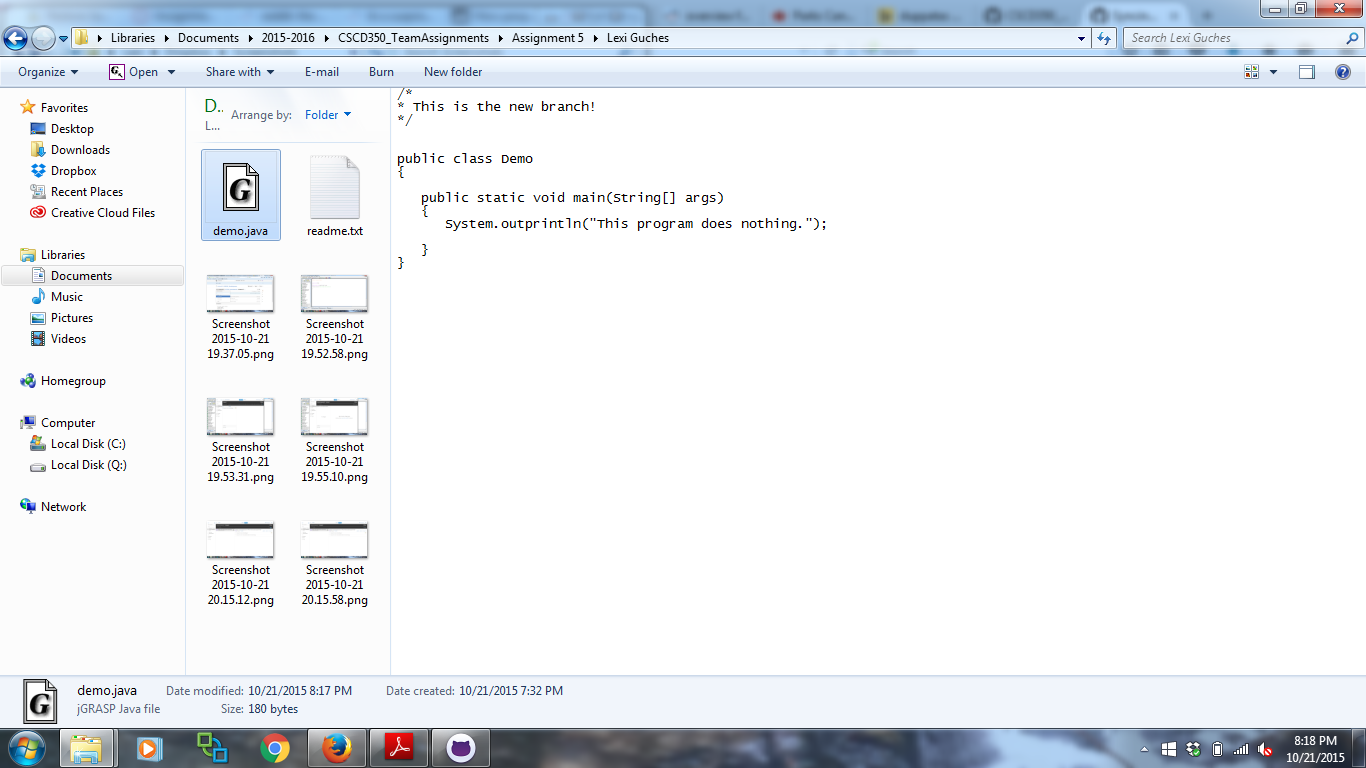 Libraries ▸ Documents ▸ 2015-2016 ▸ CSCD350_TeamAssignments ▸ Assignment 5 ▸ Lexi Guches
Search Lexi Guches
Organize Open Share with E-mail Burn New folder
Favorites
Desktop
Downloads
Dropbox
Recent Places
Creative Cloud Files
Libraries
Documents
Music
Pictures
Videos
Homegroup
Computer
Local Disk (C:)
Local Disk (Q:)
Network
D...
L...
Arrange by: Folder
demo.java
readme.txt
Screenshot
2015-10-21
19.37.05.png
Screenshot
2015-10-21
19.52.58.png
Screenshot
2015-10-21
19.53.31.png
Screenshot
2015-10-21
19.55.10.png
Screenshot
2015-10-21
20.15.12.png
Screenshot
2015-10-21
20.15.58.png
/*
* This is the new branch!
*/
public class Demo
{
public static void main(String[] args)
{
System.outprintln("This program does nothing.");
}
}
demo.java Date modified: 10/21/2015 8:17 PM Date created: 10/21/2015 7:32 PM
jGRASP Java file Size: 180 bytes
8:18 PM
10/21/2015